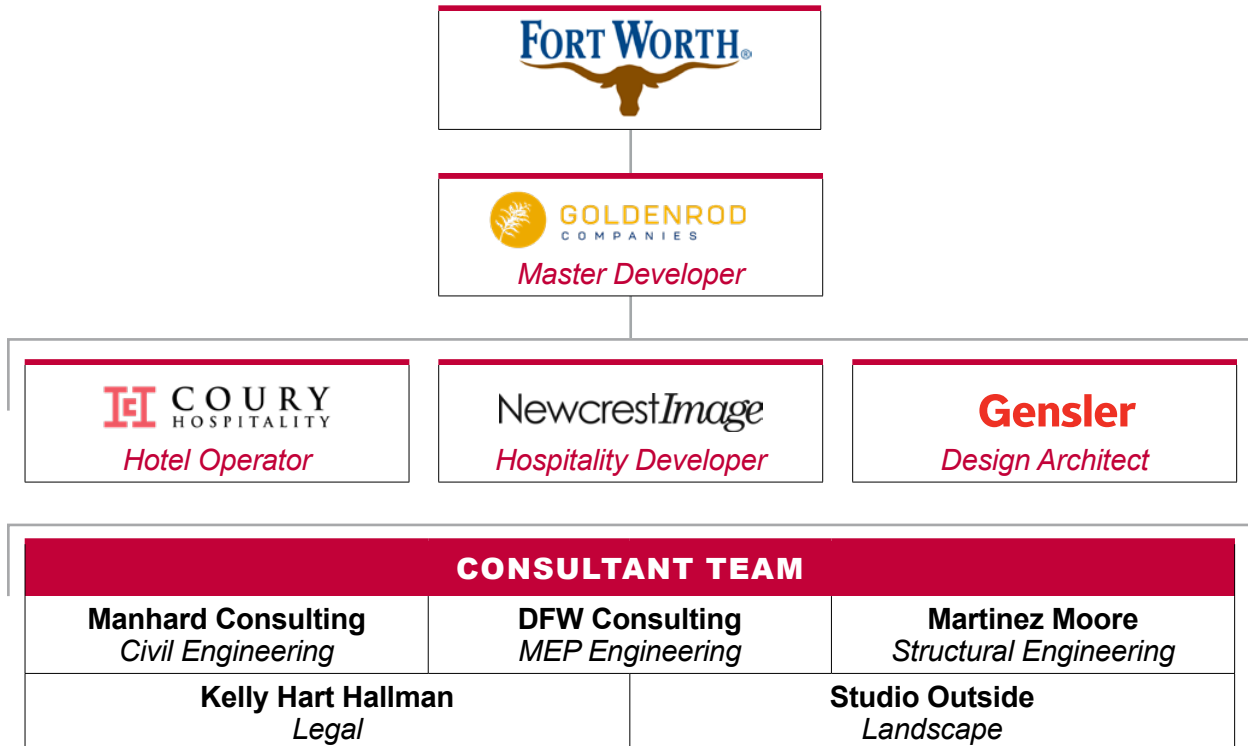 FORT WORTH®
GOLDENROD
COMPANIES
Master Developer
COURY
HOSPITALITY
Hotel Operator
NewcrestImage
Hospitality Developer
Gensler
Design Architect
CONSULTANT TEAM
Manhard Consulting
Civil Engineering
DFW Consulting
MEP Engineering
Martinez Moore
Structural Engineering
Kelly Hart Hallman
Legal
Studio Outside
Landscape